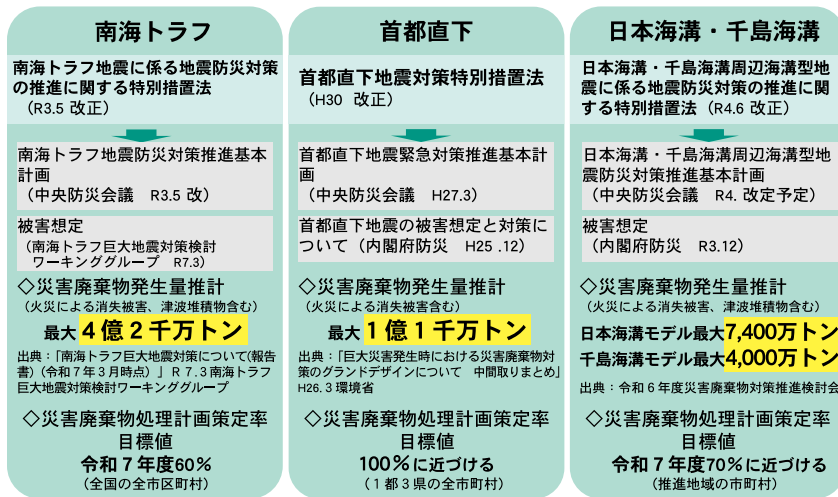 南海トラフ
南海トラフ地震に係る地震防災対策
の推進に関する特別措置法
（R3.5 改正）
南海トラフ地震防災対策推進基本
計画
（中央防災会議　R3.5 改）
被害想定
（南海トラフ巨大地震対策検討
ワーキンググループ　R7.3）
◇災害廃棄物発生量推計
（火災による消失被害、津波堆積物含む）
最大 4億2千万トン
出典：「南海トラフ巨大地震対策について(報告
書)（令和7年3月時点）」R7.3南海トラフ
巨大地震対策検討ワーキンググループ
◇災害廃棄物処理計画策定率
目標値
令和7年度60％
（全国の全市区町村）
首都直下
首都直下地震対策特別措置法
（H30　改正）
首都直下地震緊急対策推進基本計
画
（中央防災会議　H27.3）
首都直下地震の被害想定と対策に
ついて（内閣府防災　H25 .12）
◇災害廃棄物発生量推計
（火災による消失被害含む）
最大 1億1千万トン
出典：「巨大災害発生時における災害廃棄物対
策のグランドデザインについて　中間取りまとめ」
H26.3環境省
◇災害廃棄物処理計画策定率
目標値
100％に近づける
（1都3県の全市町村）
日本海溝・千島海溝
日本海溝・千島海溝周辺海溝型地
震に係る地震防災対策の推進に関
する特別措置法（R4.6 改正）
日本海溝・千島海溝周辺海溝型地
震防災対策推進基本計画
（中央防災会議　R4. 改定予定）
被害想定
（内閣府防災　R3.12）
◇災害廃棄物発生量推計
（火災による消失被害、津波堆積物含む）
日本海溝モデル最大7,400万トン
千島海溝モデル最大4,000万トン
出典：令和6年度災害廃棄物対策推進検討会
◇災害廃棄物処理計画策定率
目標値
令和7年度70％に近づける
（推進地域の市町村）